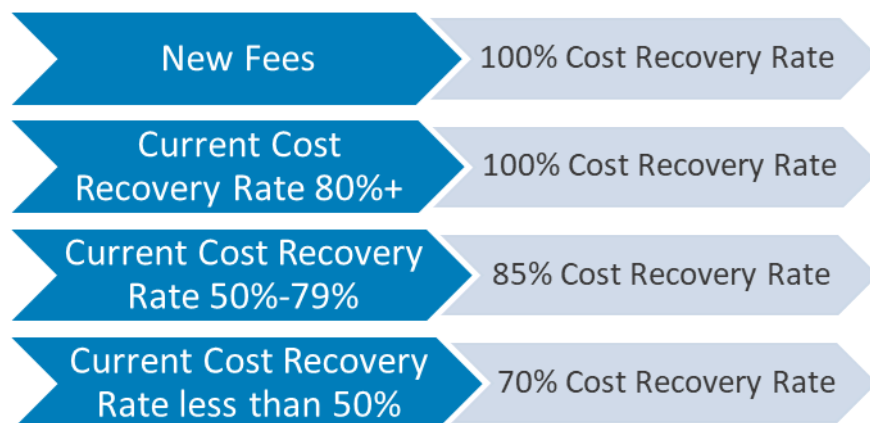 New Fees
100% Cost Recovery Rate
Current Cost
Recovery Rate 80%+
100% Cost Recovery Rate
Current Cost Recovery
Rate 50%-79%
85% Cost Recovery Rate
Current Cost Recovery
Rate less than 50%
70% Cost Recovery Rate